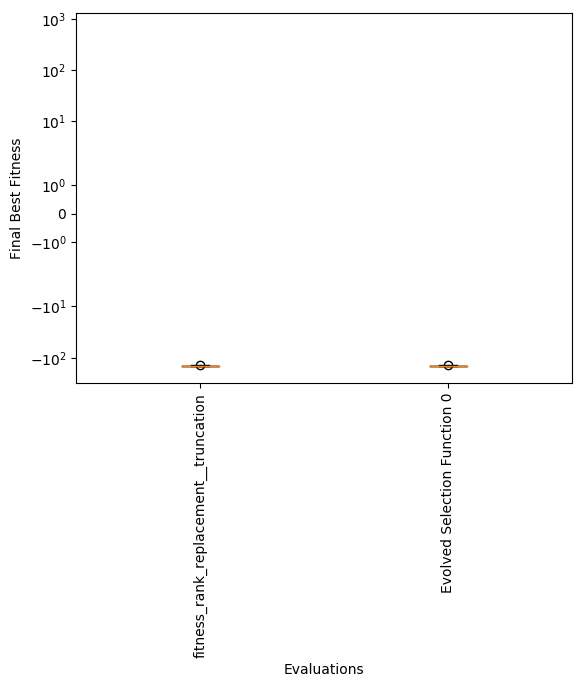 10³
10²
10¹
10⁰
0
−10⁰
−10¹
−10²
Final Best Fitness
fitness_rank_replacement__truncation
Evolved Selection Function 0
Evaluations